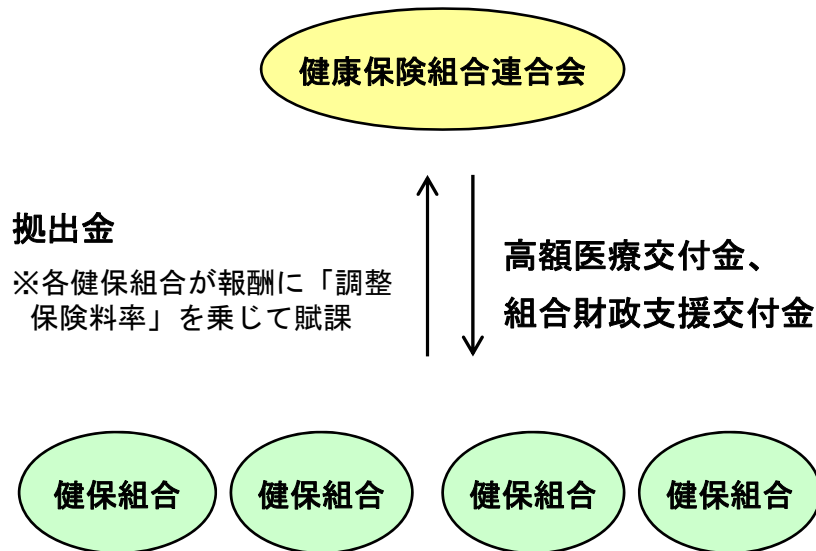 健康保険組合連合会
拠出金
※各健保組合が報酬に「調整
保険料率」を乗じて賦課
高額医療交付金、
組合財政支援交付金
健保組合
健保組合
健保組合
健保組合